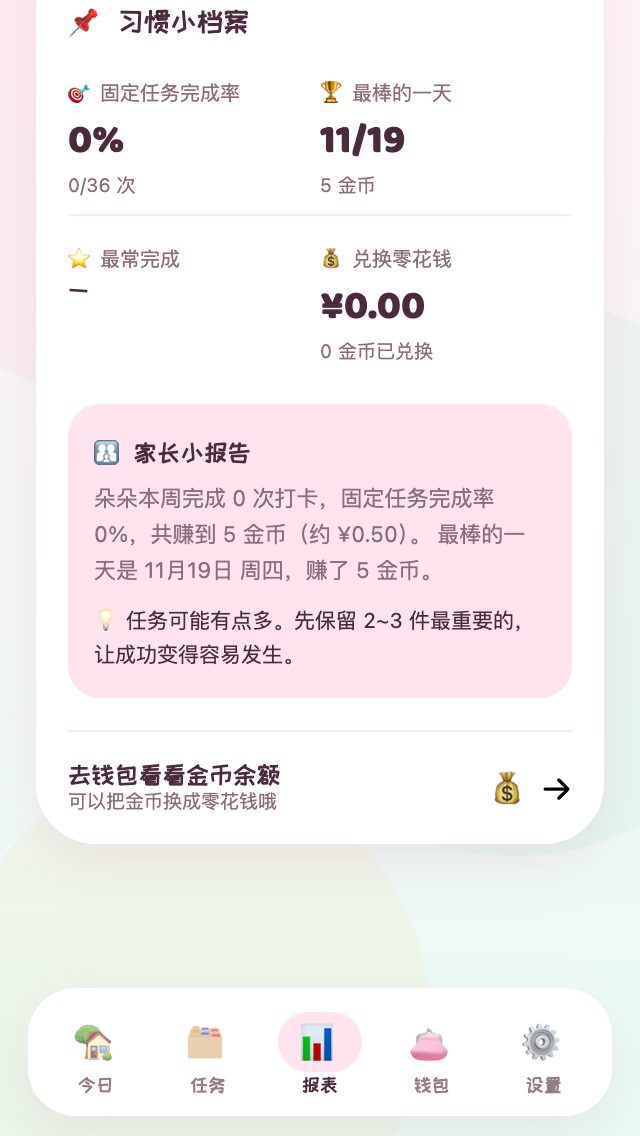 习惯小档案
固定任务完成率
0%
0/36 次
最棒的一天
11/19
5 金币
最常完成
—
兑换零花钱
¥0.00
0 金币已兑换
家长小报告
朵朵本周完成 0 次打卡，固定任务完成率
0%，共赚到 5 金币（约 ¥0.50）。 最棒的一
天是 11月19日 周四，赚了 5 金币。
任务可能有点多。先保留 2~3 件最重要的，
让成功变得容易发生。
去钱包看看金币余额
可以把金币换成零花钱哦
今日
任务
报表
钱包
设置